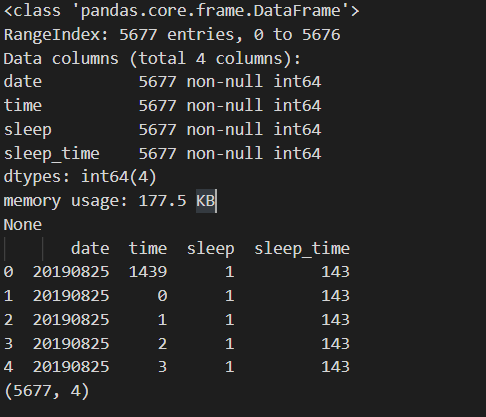 <class 'pandas.core.frame.DataFrame'>
RangeIndex: 5677 entries, 0 to 5676
Data columns (total 4 columns):
date          5677 non-null int64
time          5677 non-null int64
sleep         5677 non-null int64
sleep_time    5677 non-null int64
dtypes: int64(4)
memory usage: 177.5 KB
None
       date  time  sleep  sleep_time
0  20190825  1439      1         143
1  20190825     0      1         143
2  20190825     1      1         143
3  20190825     2      1         143
4  20190825     3      1         143
(5677, 4)